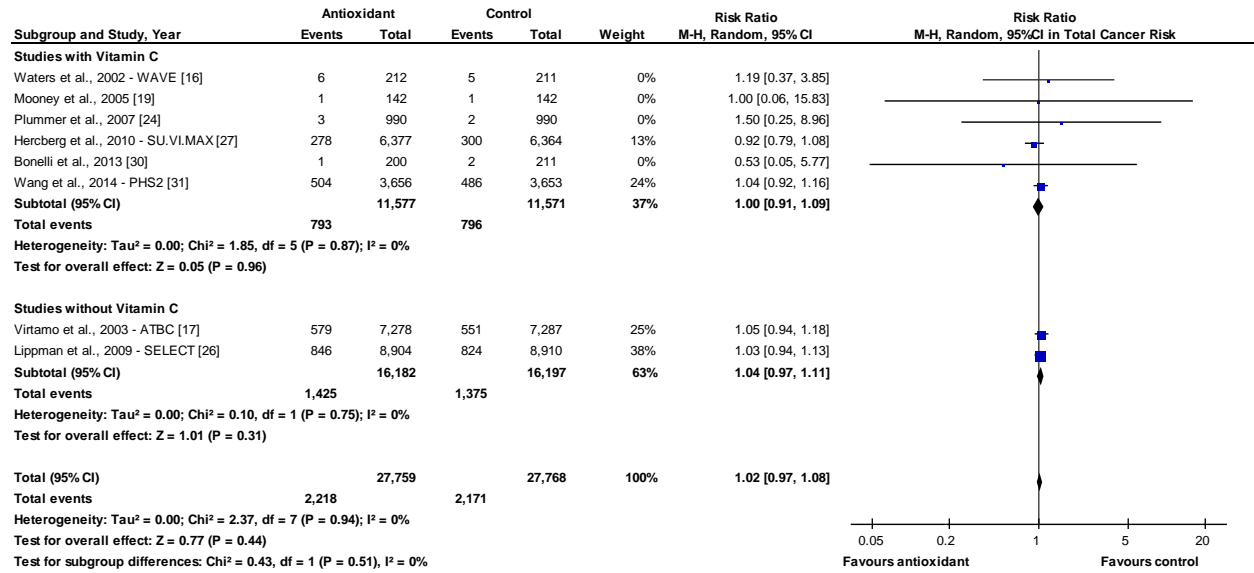 Antioxidant Control Risk Ratio Risk Ratio
Subgroup and Study, Year Events Total Events Total Weight M-H, Random, 95% CI M-H, Random, 95%CI in Total Cancer Risk
Studies with Vitamin C
Waters et al., 2002 - WAVE [16] 6 212 5 211 0% 1.19 [0.37, 3.85]
Mooney et al., 2005 [19] 1 142 1 142 0% 1.00 [0.06, 15.83]
Plummer et al., 2007 [24] 3 990 2 990 0% 1.50 [0.25, 8.96]
Hercberg et al., 2010 - SU.VI.MAX [27] 278 6,377 300 6,364 13% 0.92 [0.79, 1.08]
Bonelli et al., 2013 [30] 1 200 2 211 0% 0.53 [0.05, 5.77]
Wang et al., 2014 - PHS2 [31] 504 3,656 486 3,653 24% 1.04 [0.92, 1.16]
Subtotal (95% CI) 11,577 11,571 37% 1.00 [0.91, 1.09]
Total events 793 796
Heterogeneity: Tau² = 0.00; Chi² = 1.85, df = 5 (P = 0.87); I² = 0%
Test for overall effect: Z = 0.05 (P = 0.96)
Studies without Vitamin C
Virtamo et al., 2003 - ATBC [17] 579 7,278 551 7,287 25% 1.05 [0.94, 1.18]
Lippman et al., 2009 - SELECT [26] 846 8,904 824 8,910 38% 1.03 [0.94, 1.13]
Subtotal (95% CI) 16,182 16,197 63% 1.04 [0.97, 1.11]
Total events 1,425 1,375
Heterogeneity: Tau² = 0.00; Chi² = 0.10, df = 1 (P = 0.75); I² = 0%
Test for overall effect: Z = 1.01 (P = 0.31)
Total (95% CI) 27,759 27,768 100% 1.02 [0.97, 1.08]
Total events 2,218 2,171
Heterogeneity: Tau² = 0.00; Chi² = 2.37, df = 7 (P = 0.94); I² = 0%
Test for overall effect: Z = 0.77 (P = 0.44)
Test for subgroup differences: Chi² = 0.43, df = 1 (P = 0.51), I² = 0%
0.05 0.2 1 5 20
Favours antioxidant Favours control